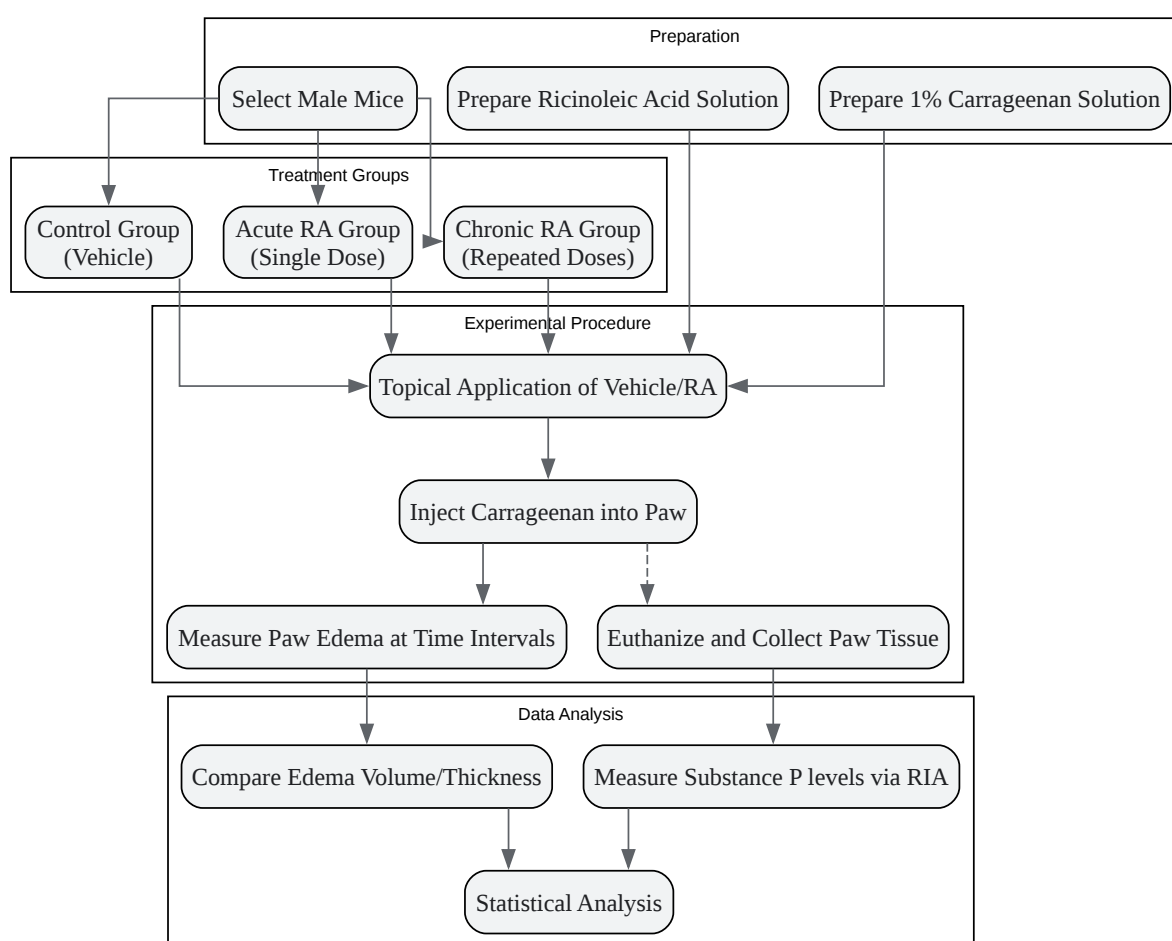 Preparation
Select Male Mice
Prepare Ricinoleic Acid Solution
Prepare 1% Carrageenan Solution
Treatment Groups
Control Group
(Vehicle)
Acute RA Group
(Single Dose)
Chronic RA Group
(Repeated Doses)
Experimental Procedure
Topical Application of Vehicle/RA
Inject Carrageenan into Paw
Measure Paw Edema at Time Intervals
Euthanize and Collect Paw Tissue
Data Analysis
Compare Edema Volume/Thickness
Measure Substance P levels via RIA
Statistical Analysis